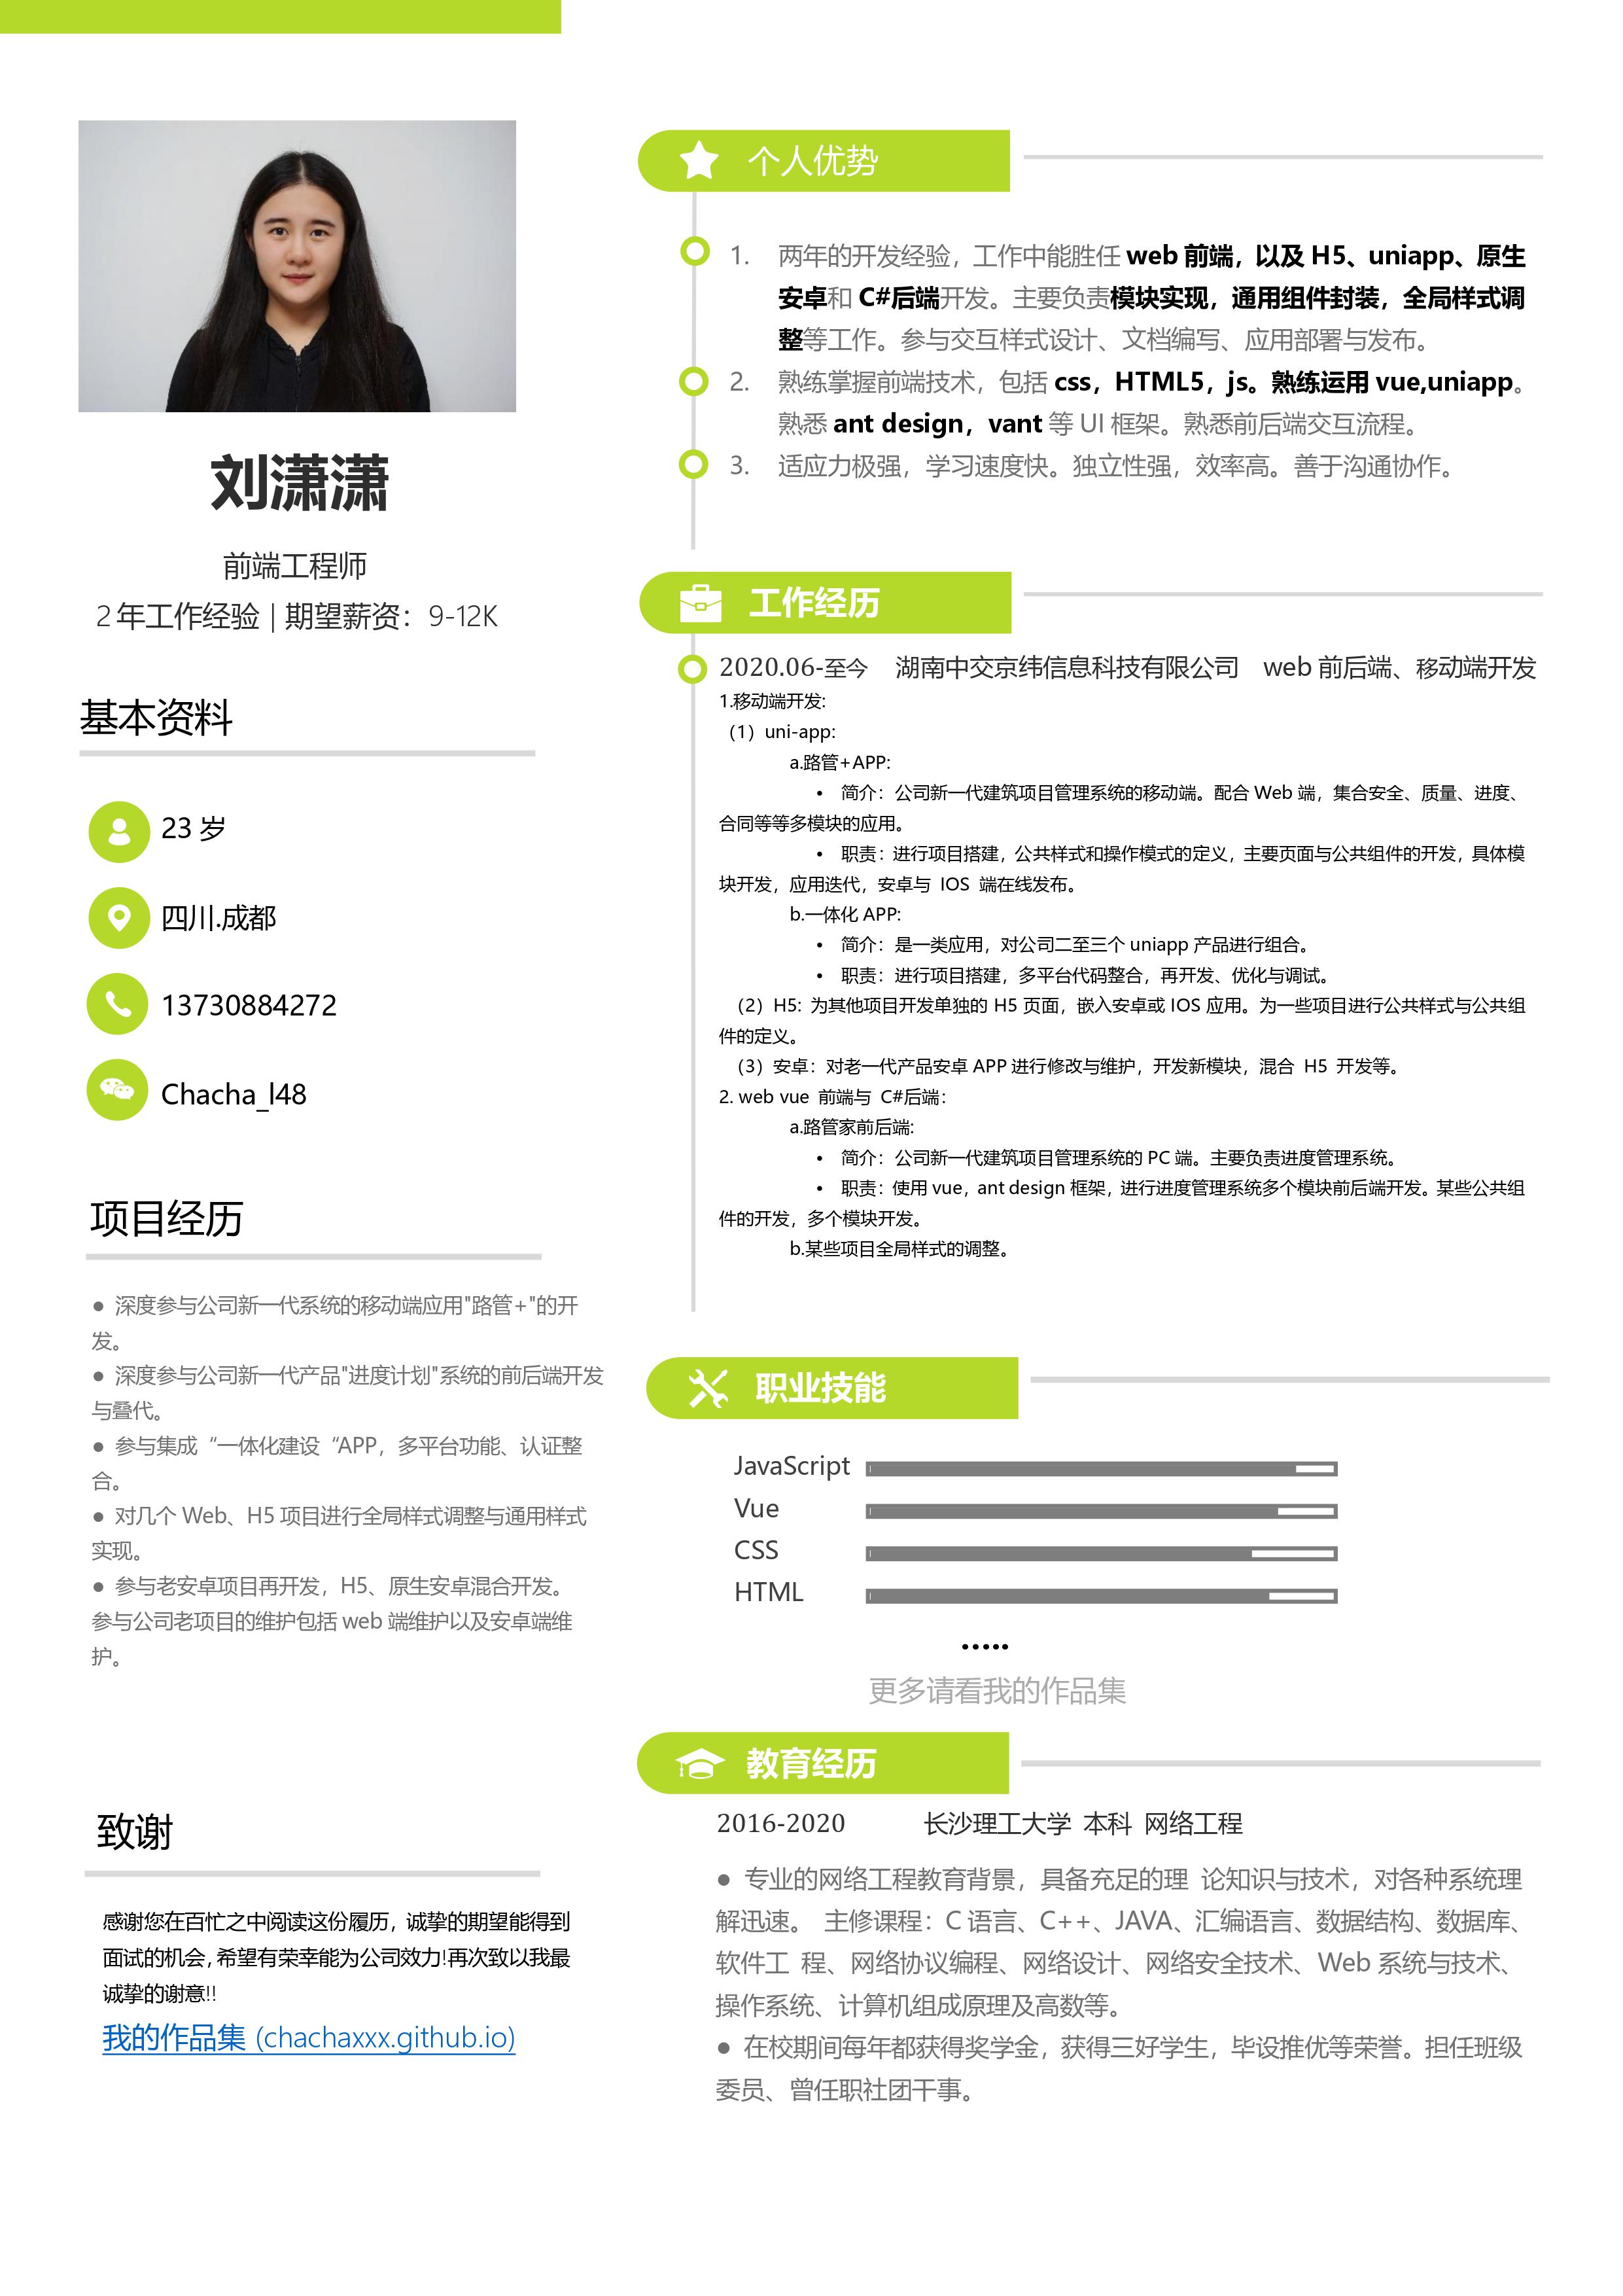 刘潇潇
前端工程师
2 年工作经验 | 期望薪资：9-12K
基本资料
23 岁
四川.成都
13730884272
Chacha_l48
项目经历
● 深度参与公司新一代系统的移动端应用"路管+"的开
发。
● 深度参与公司新一代产品"进度计划"系统的前后端开发
与叠代。
● 参与集成“一体化建设“APP，多平台功能、认证整
合。
● 对几个 Web、H5 项目进行全局样式调整与通用样式
实现。
● 参与老安卓项目再开发，H5、原生安卓混合开发。
参与公司老项目的维护包括 web 端维护以及安卓端维
护。
致谢
感谢您在百忙之中阅读这份履历，诚挚的期望能得到
面试的机会,希望有荣幸能为公司效力!再次致以我最
诚挚的谢意!!
我的作品集 (chachaxxx.github.io)
个人优势
1. 两年的开发经验，工作中能胜任 web 前端，以及 H5、uniapp、原生
安卓和 C#后端开发。主要负责模块实现，通用组件封装，全局样式调
整等工作。参与交互样式设计、文档编写、应用部署与发布。
2. 熟练掌握前端技术，包括 css，HTML5，js。熟练运用 vue,uniapp。
熟悉 ant design，vant 等 UI 框架。熟悉前后端交互流程。
3. 适应力极强，学习速度快。独立性强，效率高。善于沟通协作。
工作经历
2020.06-至今 湖南中交京纬信息科技有限公司 web 前后端、移动端开发
1.移动端开发:
（1）uni-app:
a.路管+APP:
• 简介：公司新一代建筑项目管理系统的移动端。配合 Web 端，集合安全、质量、进度、
合同等等多模块的应用。
• 职责：进行项目搭建，公共样式和操作模式的定义，主要页面与公共组件的开发，具体模
块开发，应用迭代，安卓与 IOS 端在线发布。
b.一体化 APP:
• 简介：是一类应用，对公司二至三个 uniapp 产品进行组合。
• 职责：进行项目搭建，多平台代码整合，再开发、优化与调试。
（2）H5: 为其他项目开发单独的 H5 页面，嵌入安卓或 IOS 应用。为一些项目进行公共样式与公共组
件的定义。
（3）安卓：对老一代产品安卓 APP 进行修改与维护，开发新模块，混合 H5 开发等。
2. web vue 前端与 C#后端：
a.路管家前后端:
• 简介：公司新一代建筑项目管理系统的 PC 端。主要负责进度管理系统。
• 职责：使用 vue，ant design 框架，进行进度管理系统多个模块前后端开发。某些公共组
件的开发，多个模块开发。
b.某些项目全局样式的调整。
职业技能
JavaScript
Vue
CSS
HTML
•••••
更多请看我的作品集
教育经历
2016-2020 长沙理工大学 本科 网络工程
● 专业的网络工程教育背景，具备充足的理 论知识与技术，对各种系统理
解迅速。 主修课程：C 语言、C++、JAVA、汇编语言、数据结构、数据库、
软件工 程、网络协议编程、网络设计、网络安全技术、Web 系统与技术、
操作系统、计算机组成原理及高数等。
● 在校期间每年都获得奖学金，获得三好学生，毕设推优等荣誉。担任班级
委员、曾任职社团干事。